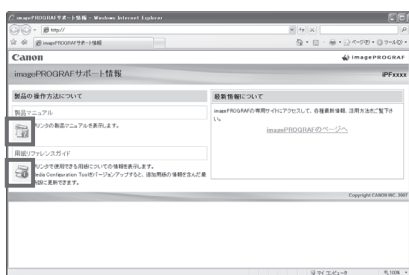 imagePROGRAFサポート情報 - Windows Internet Explorer
http://
imagePROGRAFサポート情報
ページ(P)
ツール(O)
Canon
imagePROGRAF
imagePROGRAFサポート情報
iPFxxxx
製品の操作方法について
製品マニュアル
リンタの製品マニュアルを表示します。
用紙リファレンスガイド
リンタで使用できる用紙についての情報を表示します。
edia Configuration Toolをバージョンアップすると、追加用紙の情報を含んだ最
版に更新できます。
最新情報について
imagePROGRAFの専用サイトにアクセスして、各種最新情報、活用方法をご覧下さ
い。
imagePROGRAFのページへ
Copyright CANON INC. 2007
マイ コンピュータ
100%